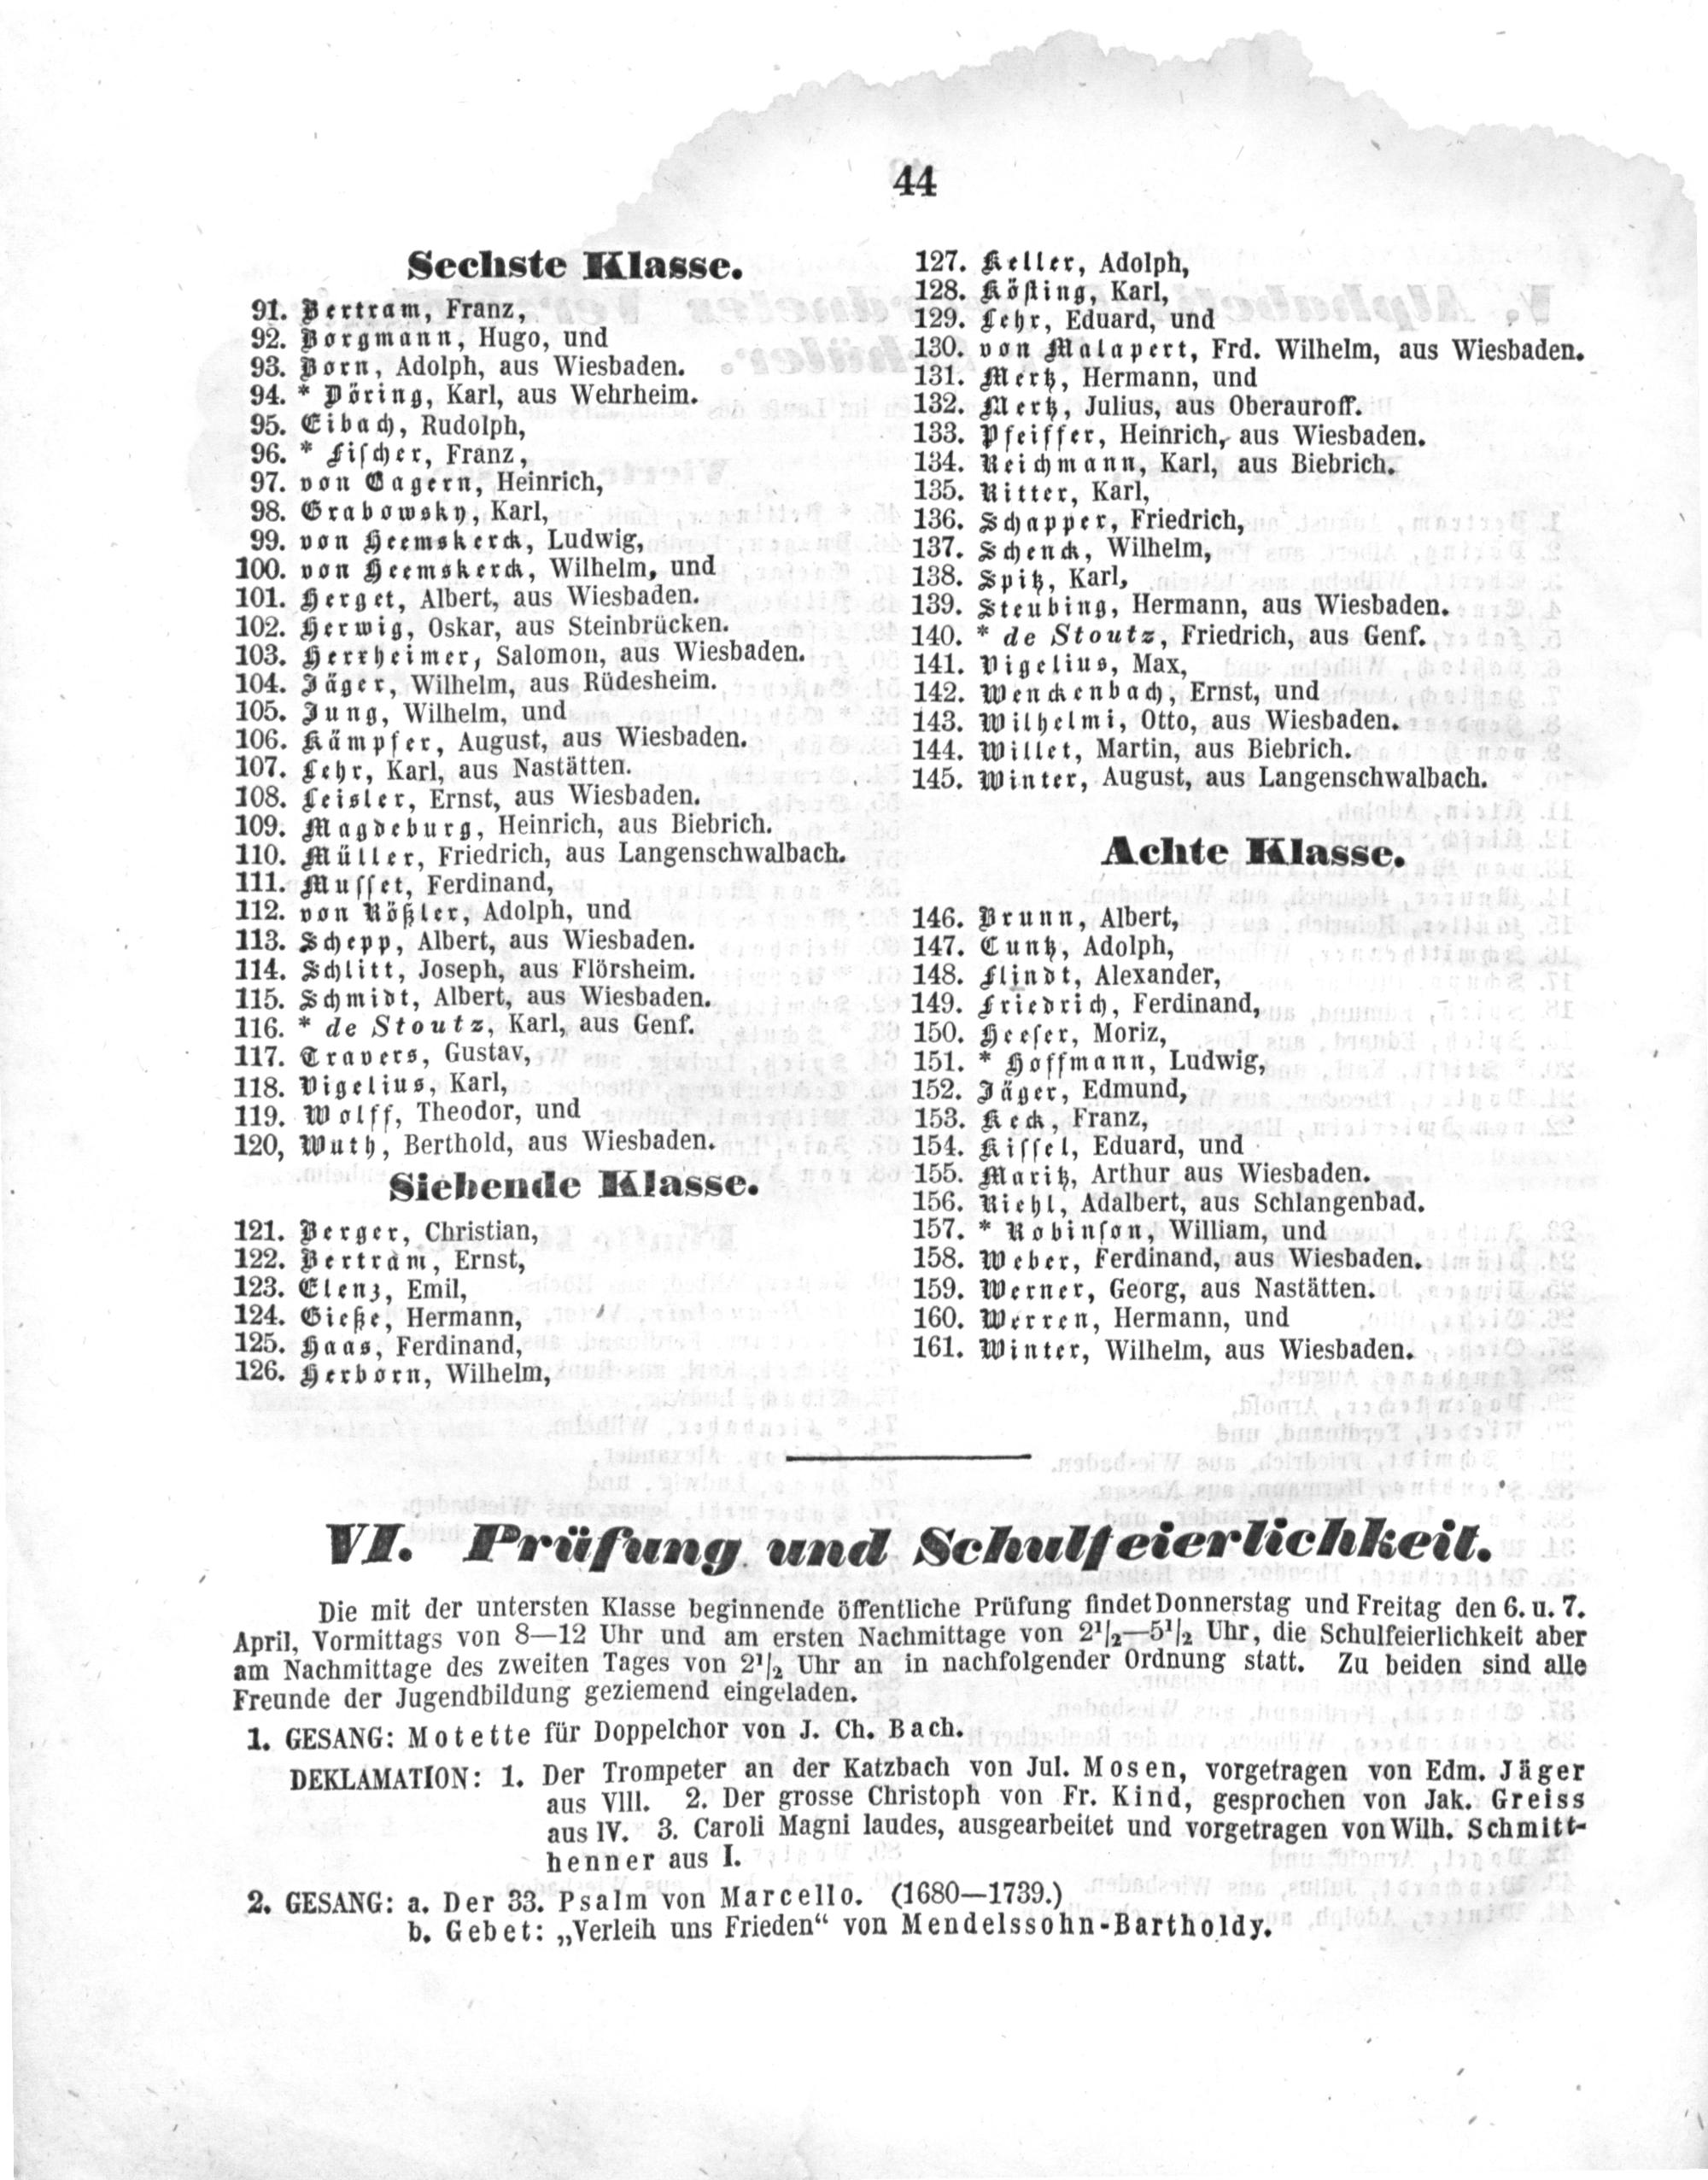 44
Sechste Klasse.
91. Bertram, Franz,
92. Borgmann, Hugo, und
93. Born, Adolph, aus Wiesbaden.
94. * Döring, Karl, aus Wehrheim.
95. Eibach, Rudolph,
96. * Fischer, Franz,
97. von Gagern, Heinrich,
98. Grabowsky, Karl,
99. von Heemskerck, Ludwig,
100. von Heemskerck, Wilhelm, und
101. Herget, Albert, aus Wiesbaden.
102. Herwig, Oskar, aus Steinbrücken.
103. Herxheimer, Salomon, aus Wiesbaden.
104. Jäger, Wilhelm, aus Rüdesheim.
105. Jung, Wilhelm, und
106. Kämpfer, August, aus Wiesbaden.
107. Lehr, Karl, aus Nastätten.
108. Leisler, Ernst, aus Wiesbaden.
109. Magdeburg, Heinrich, aus Biebrich.
110. Müller, Friedrich, aus Langenschwalbach.
111. Musset, Ferdinand,
112. von Rößler, Adolph, und
113. Schepp, Albert, aus Wiesbaden.
114. Schlitt, Joseph, aus Flörsheim.
115. Schmidt, Albert, aus Wiesbaden.
116. * de Stoutz, Karl, aus Genf.
117. Travers, Gustav,
118. Vigelius, Karl,
119. Wolff, Theodor, und
120, Wuth, Berthold, aus Wiesbaden.
Siebende Klasse.
121. Berger, Christian,
122. Bertram, Ernst,
123. Elenz, Emil,
124. Gieße, Hermann,
125. Haas, Ferdinand,
126. Herborn, Wilhelm,
127. Keller, Adolph,
128. Kösting, Karl,
129. Lehr, Eduard, und
130. von Malapert, Frd. Wilhelm, aus Wiesbaden.
131. Mertz, Hermann, und
132. Mertz, Julius, aus Oberauroff.
133. Pfeiffer, Heinrich, aus Wiesbaden.
134. Reichmann, Karl, aus Biebrich.
135. Ritter, Karl,
136. Schapper, Friedrich,
137. Schenck, Wilhelm,
138. Spitz, Karl,
139. Steubing, Hermann, aus Wiesbaden.
140. * de Stoutz, Friedrich, aus Genf.
141. Vigelius, Max,
142. Wenckenbach, Ernst, und
143. Wilhelmi, Otto, aus Wiesbaden.
144. Willet, Martin, aus Biebrich.
145. Winter, August, aus Langenschwalbach.
Achte Klasse.
146. Brunn, Albert,
147. Cuntz, Adolph,
148. Flindt, Alexander,
149. Friedrich, Ferdinand,
150. Heeser, Moriz,
151. * Hoffmann, Ludwig,
152. Jäger, Edmund,
153. Keck, Franz,
154. Kissel, Eduard, und
155. Maritz, Arthur aus Wiesbaden.
156. Riehl, Adalbert, aus Schlangenbad.
157. * Robinson, William, und
158. Weber, Ferdinand, aus Wiesbaden.
159. Werner, Georg, aus Nastätten.
160. Werren, Hermann, und
161. Winter, Wilhelm, aus Wiesbaden.
VI. Prüfung und Schulfeierlichkeit.
Die mit der untersten Klasse beginnende öffentliche Prüfung findet Donnerstag und Freitag den 6. u. 7.
April, Vormittags von 8—12 Uhr und am ersten Nachmittage von 2½—5½ Uhr, die Schulfeierlichkeit aber
am Nachmittage des zweiten Tages von 2½ Uhr an in nachfolgender Ordnung statt. Zu beiden sind alle
Freunde der Jugendbildung geziemend eingeladen.
1. GESANG: Motette für Doppelchor von J. Ch. Bach.
DEKLAMATION: 1. Der Trompeter an der Katzbach von Jul. Mosen, vorgetragen von Edm. Jäger
aus VIII. 2. Der grosse Christoph von Fr. Kind, gesprochen von Jak. Greiss
aus IV. 3. Caroli Magni laudes, ausgearbeitet und vorgetragen von Wilh. Schmitt-
henner aus I.
2. GESANG: a. Der 33. Psalm von Marcello. (1680—1739.)
b. Gebet: „Verleih uns Frieden“ von Mendelssohn-Bartholdy.